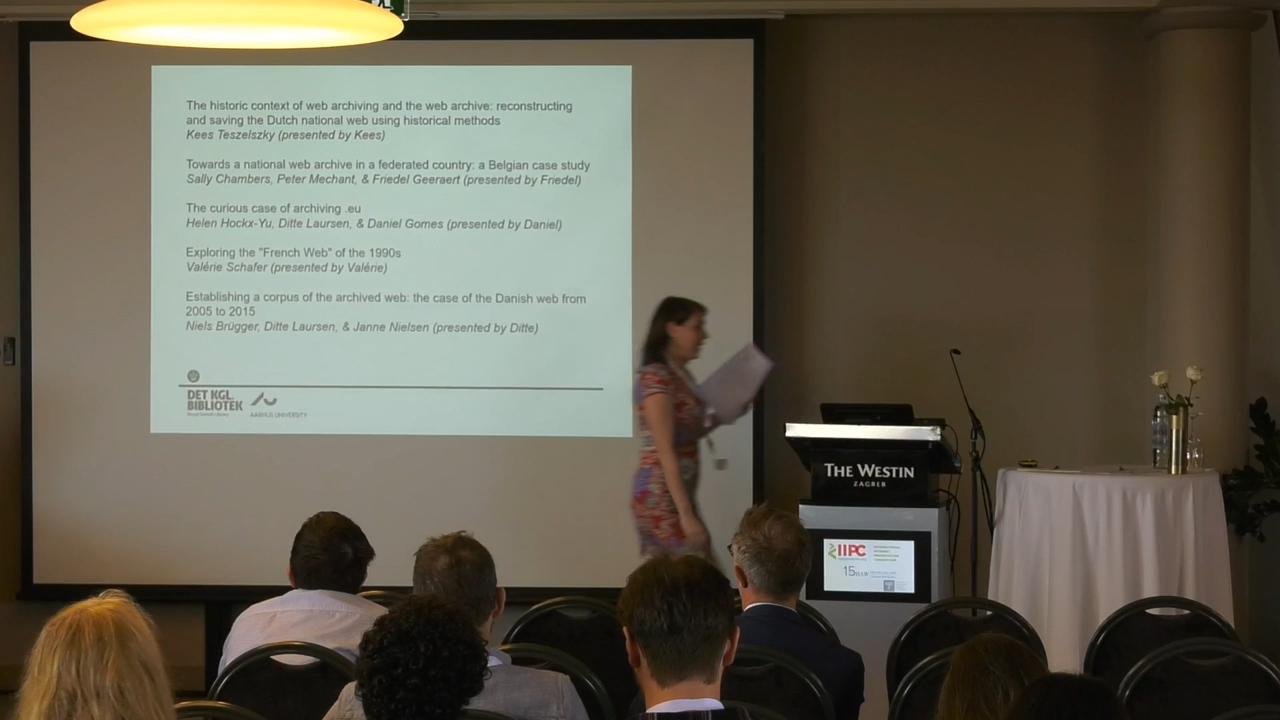 The historic context of web archiving and the web archive: reconstructing
and saving the Dutch national web using historical methods
Kees Teszelszky (presented by Kees)
Towards a national web archive in a federated country: a Belgian case study
Sally Chambers, Peter Mechant, & Friedel Geeraert (presented by Friedel)
The curious case of archiving .eu
Helen Hockx-Yu, Ditte Laursen, & Daniel Gomes (presented by Daniel)
Exploring the "French Web" of the 1990s
Valérie Schafer (presented by Valérie)
Establishing a corpus of the archived web: the case of the Danish web from
2005 to 2015
Niels Brügger, Ditte Laursen, & Janne Nielsen (presented by Ditte)
DET KGL.
BIBLIOTEK
AARHUS UNIVERSITY
THE WESTIN
ZAGREB
IIPC
15